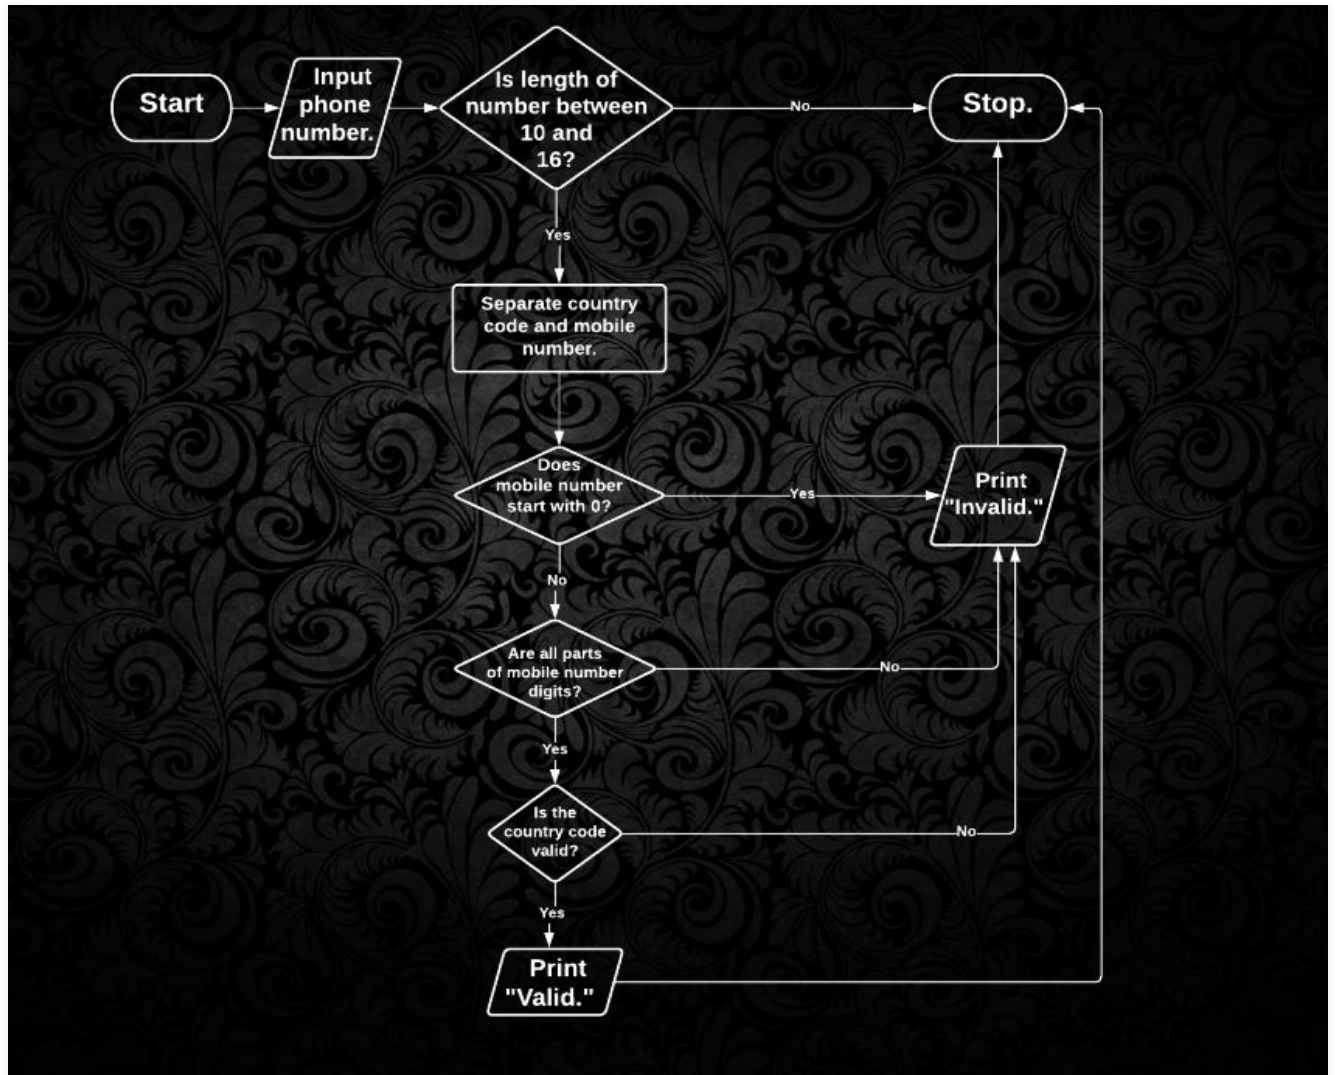 Start
Input
phone
number.
Is length of
number between
10 and
16?
No
Stop.
Yes
Separate country
code and mobile
number.
Does
mobile number
start with 0?
Yes
Print
"Invalid."
No
Are all parts
of mobile number
digits?
No
Yes
Is the
country code
valid?
No
Yes
Print
"Valid."